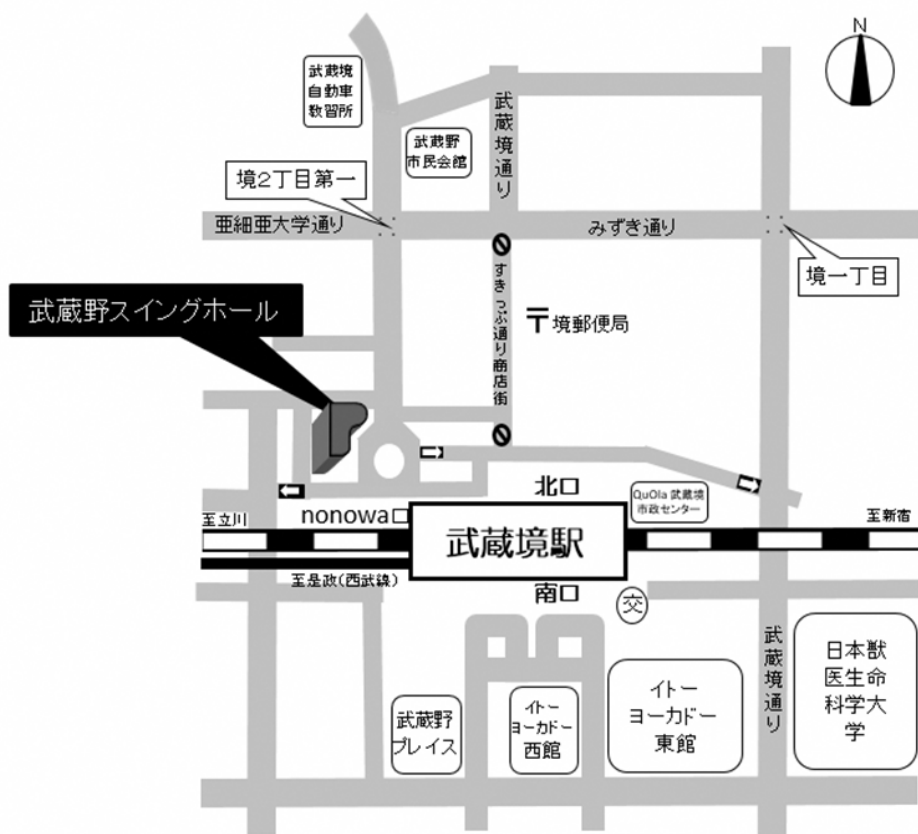 N
武蔵境
自動車
教習所
武蔵境通り
武蔵野
市民会館
境2丁目第一
亜細亜大学通り
みずき通り
境一丁目
武蔵野スイングホール
すきっぷ通り商店街
〒境郵便局
北口
QuOla 武蔵境
市政センター
nonowa口
至立川
武蔵境駅
至新宿
至是政(西武線)
南口
交
武蔵境通り
日本獣
医生命
科学大
学
イトー
ヨーカドー
東館
イトー
ヨーカドー
西館
武蔵野
プレイス